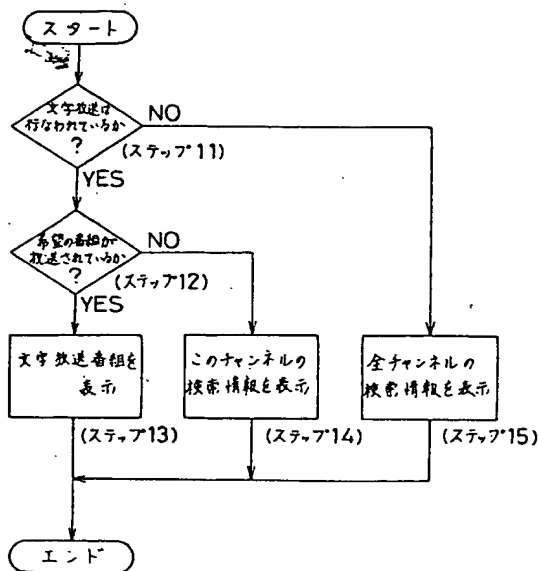 スタート
文字放送は
行なわれているか
?
NO
(ステップ11)
YES
希望の番組が
放送されているか
?
NO
(ステップ12)
YES
文字放送番組を
表示
(ステップ13)
このチャンネルの
検索情報を表示
(ステップ14)
全チャンネルの
検索情報を表示
(ステップ15)
エンド